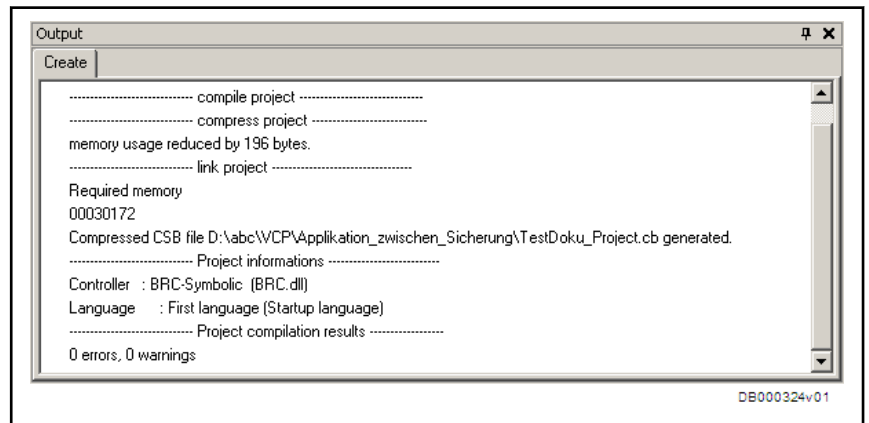 Output
Create
------------------------------ compile project ------------------------------
------------------------------ compress project ----------------------------
memory usage reduced by 196 bytes.
------------------------------ link project ----------------------------------
Required memory
00030172
Compressed CSB file D:\abc\VCP\Applikation_zwischen_Sicherung\TestDoku_Project.cb generated.
------------------------------ Project informations ---------------------------
Controller : BRC-Symbolic (BRC.dll)
Language : First language (Startup language)
------------------------------ Project compilation results ------------------
0 errors, 0 warnings
DB000324v01